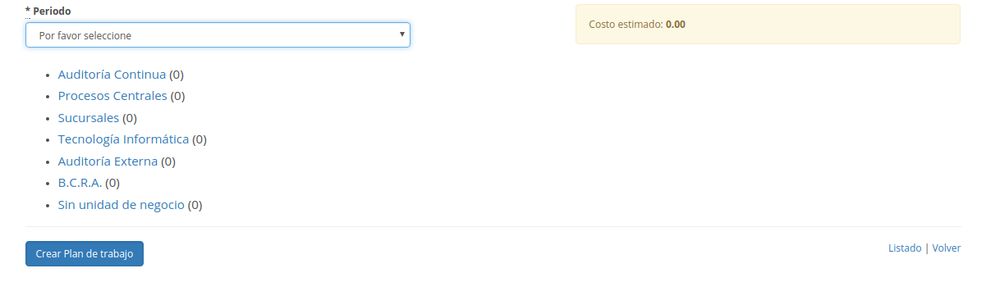 * Periodo
Costo estimado: 0.00
Por favor seleccione
Auditoría Continua (0)
Procesos Centrales (0)
Sucursales (0)
Tecnología Informática (0)
Auditoría Externa (0)
B.C.R.A. (0)
Sin unidad de negocio (0)
Crear Plan de trabajo
Listado | Volver